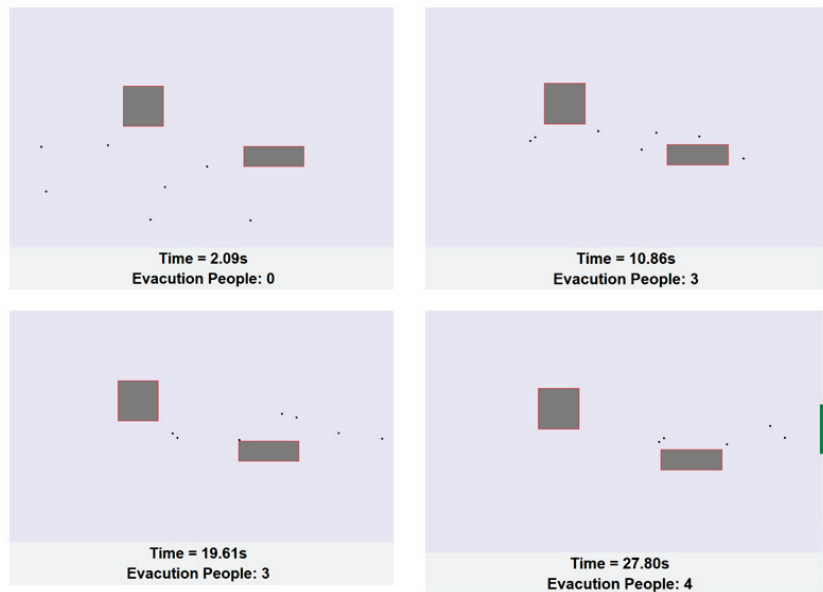 Time = 2.09s
Evacution People: 0
Time = 10.86s
Evacution People: 3
Time = 19.61s
Evacution People: 3
Time = 27.80s
Evacution People: 4